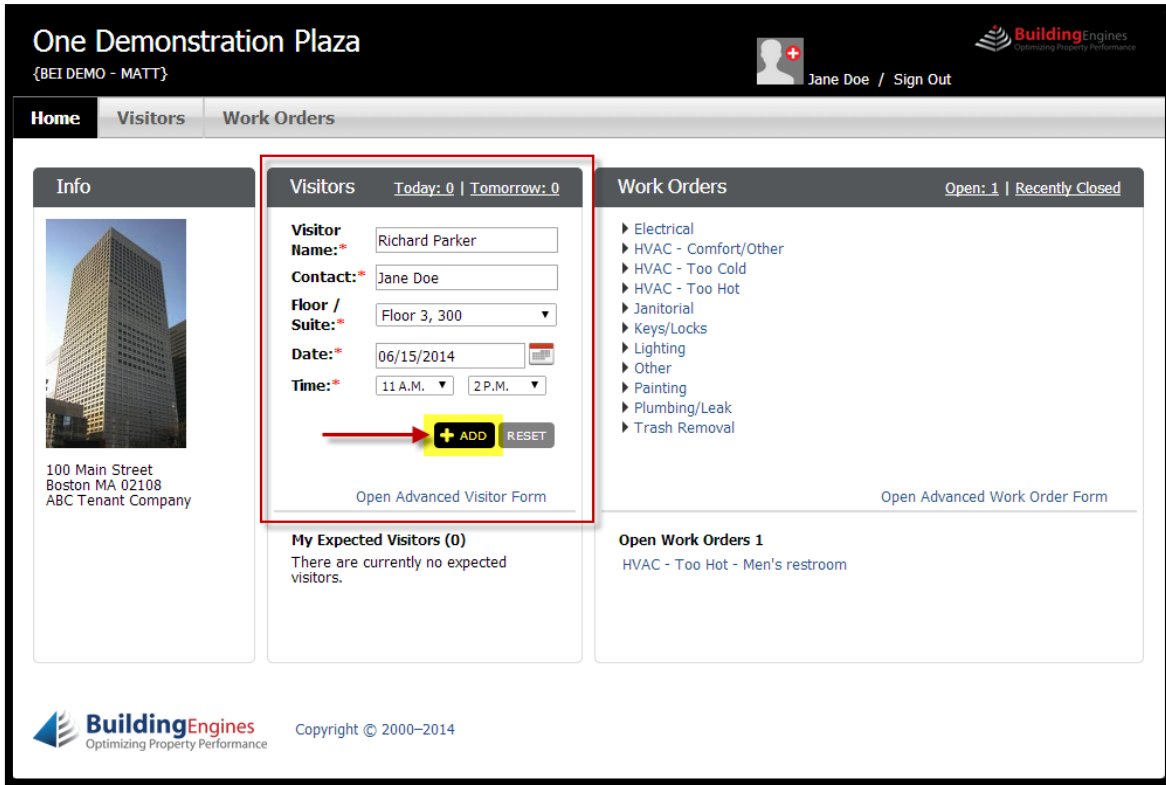 One Demonstration Plaza
{BEI DEMO - MATT}
Jane Doe / Sign Out
BuildingEngines
Optimizing Property Performance
Home Visitors Work Orders
Info
100 Main Street
Boston MA 02108
ABC Tenant Company
Visitors Today: 0 | Tomorrow: 0
Visitor
Name:* Richard Parker
Contact:* Jane Doe
Floor /
Suite:* Floor 3, 300
Date:* 06/15/2014
Time:* 11 A.M. 2 P.M.
ADD RESET
Open Advanced Visitor Form
My Expected Visitors (0)
There are currently no expected
visitors.
Work Orders Open: 1 | Recently Closed
Electrical
HVAC - Comfort/Other
HVAC - Too Cold
HVAC - Too Hot
Janitorial
Keys/Locks
Lighting
Other
Painting
Plumbing/Leak
Trash Removal
Open Advanced Work Order Form
Open Work Orders 1
HVAC - Too Hot - Men's restroom
BuildingEngines
Optimizing Property Performance
Copyright © 2000–2014